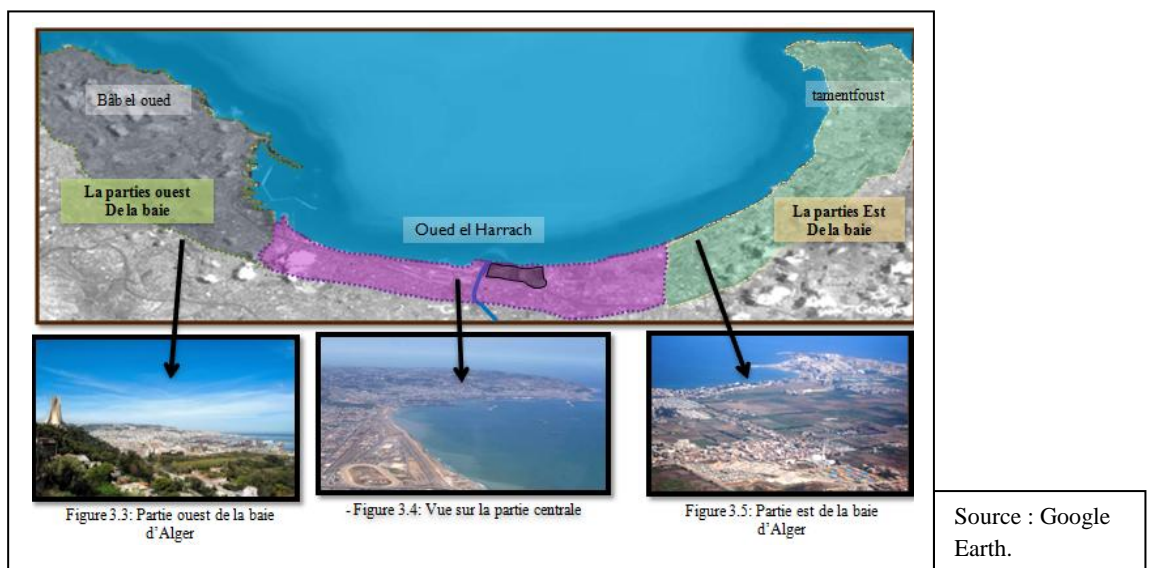 Bâb el oued
tamentfoust
La parties ouest
De la baie
La parties Est
De la baie
Oued el Harrach
Figure 3.3: Partie ouest de la baie
d’Alger
- Figure 3.4: Vue sur la partie centrale
Figure 3.5: Partie est de la baie
d’Alger
Source : Google
Earth.